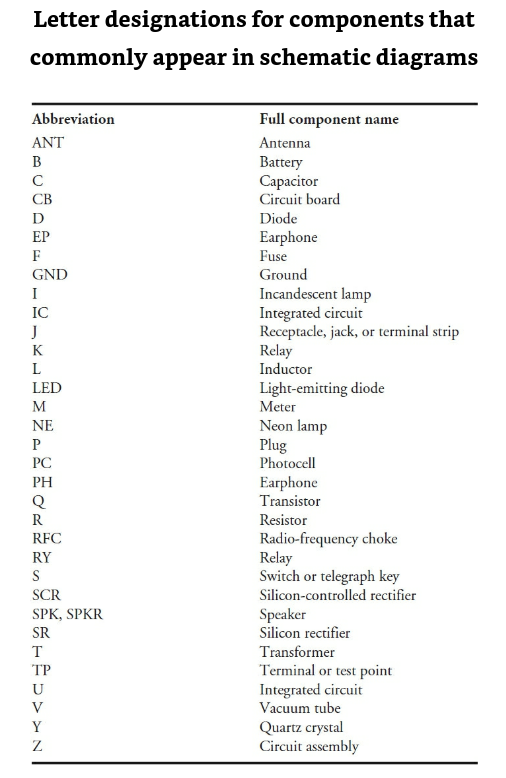 Letter designations for components that
commonly appear in schematic diagrams
Abbreviation Full component name
ANT Antenna
B Battery
C Capacitor
CB Circuit board
D Diode
EP Earphone
F Fuse
GND Ground
I Incandescent lamp
IC Integrated circuit
J Receptacle, jack, or terminal strip
K Relay
L Inductor
LED Light-emitting diode
M Meter
NE Neon lamp
P Plug
PC Photocell
PH Earphone
Q Transistor
R Resistor
RFC Radio-frequency choke
RY Relay
S Switch or telegraph key
SCR Silicon-controlled rectifier
SPK, SPKR Speaker
SR Silicon rectifier
T Transformer
TP Terminal or test point
U Integrated circuit
V Vacuum tube
Y Quartz crystal
Z Circuit assembly